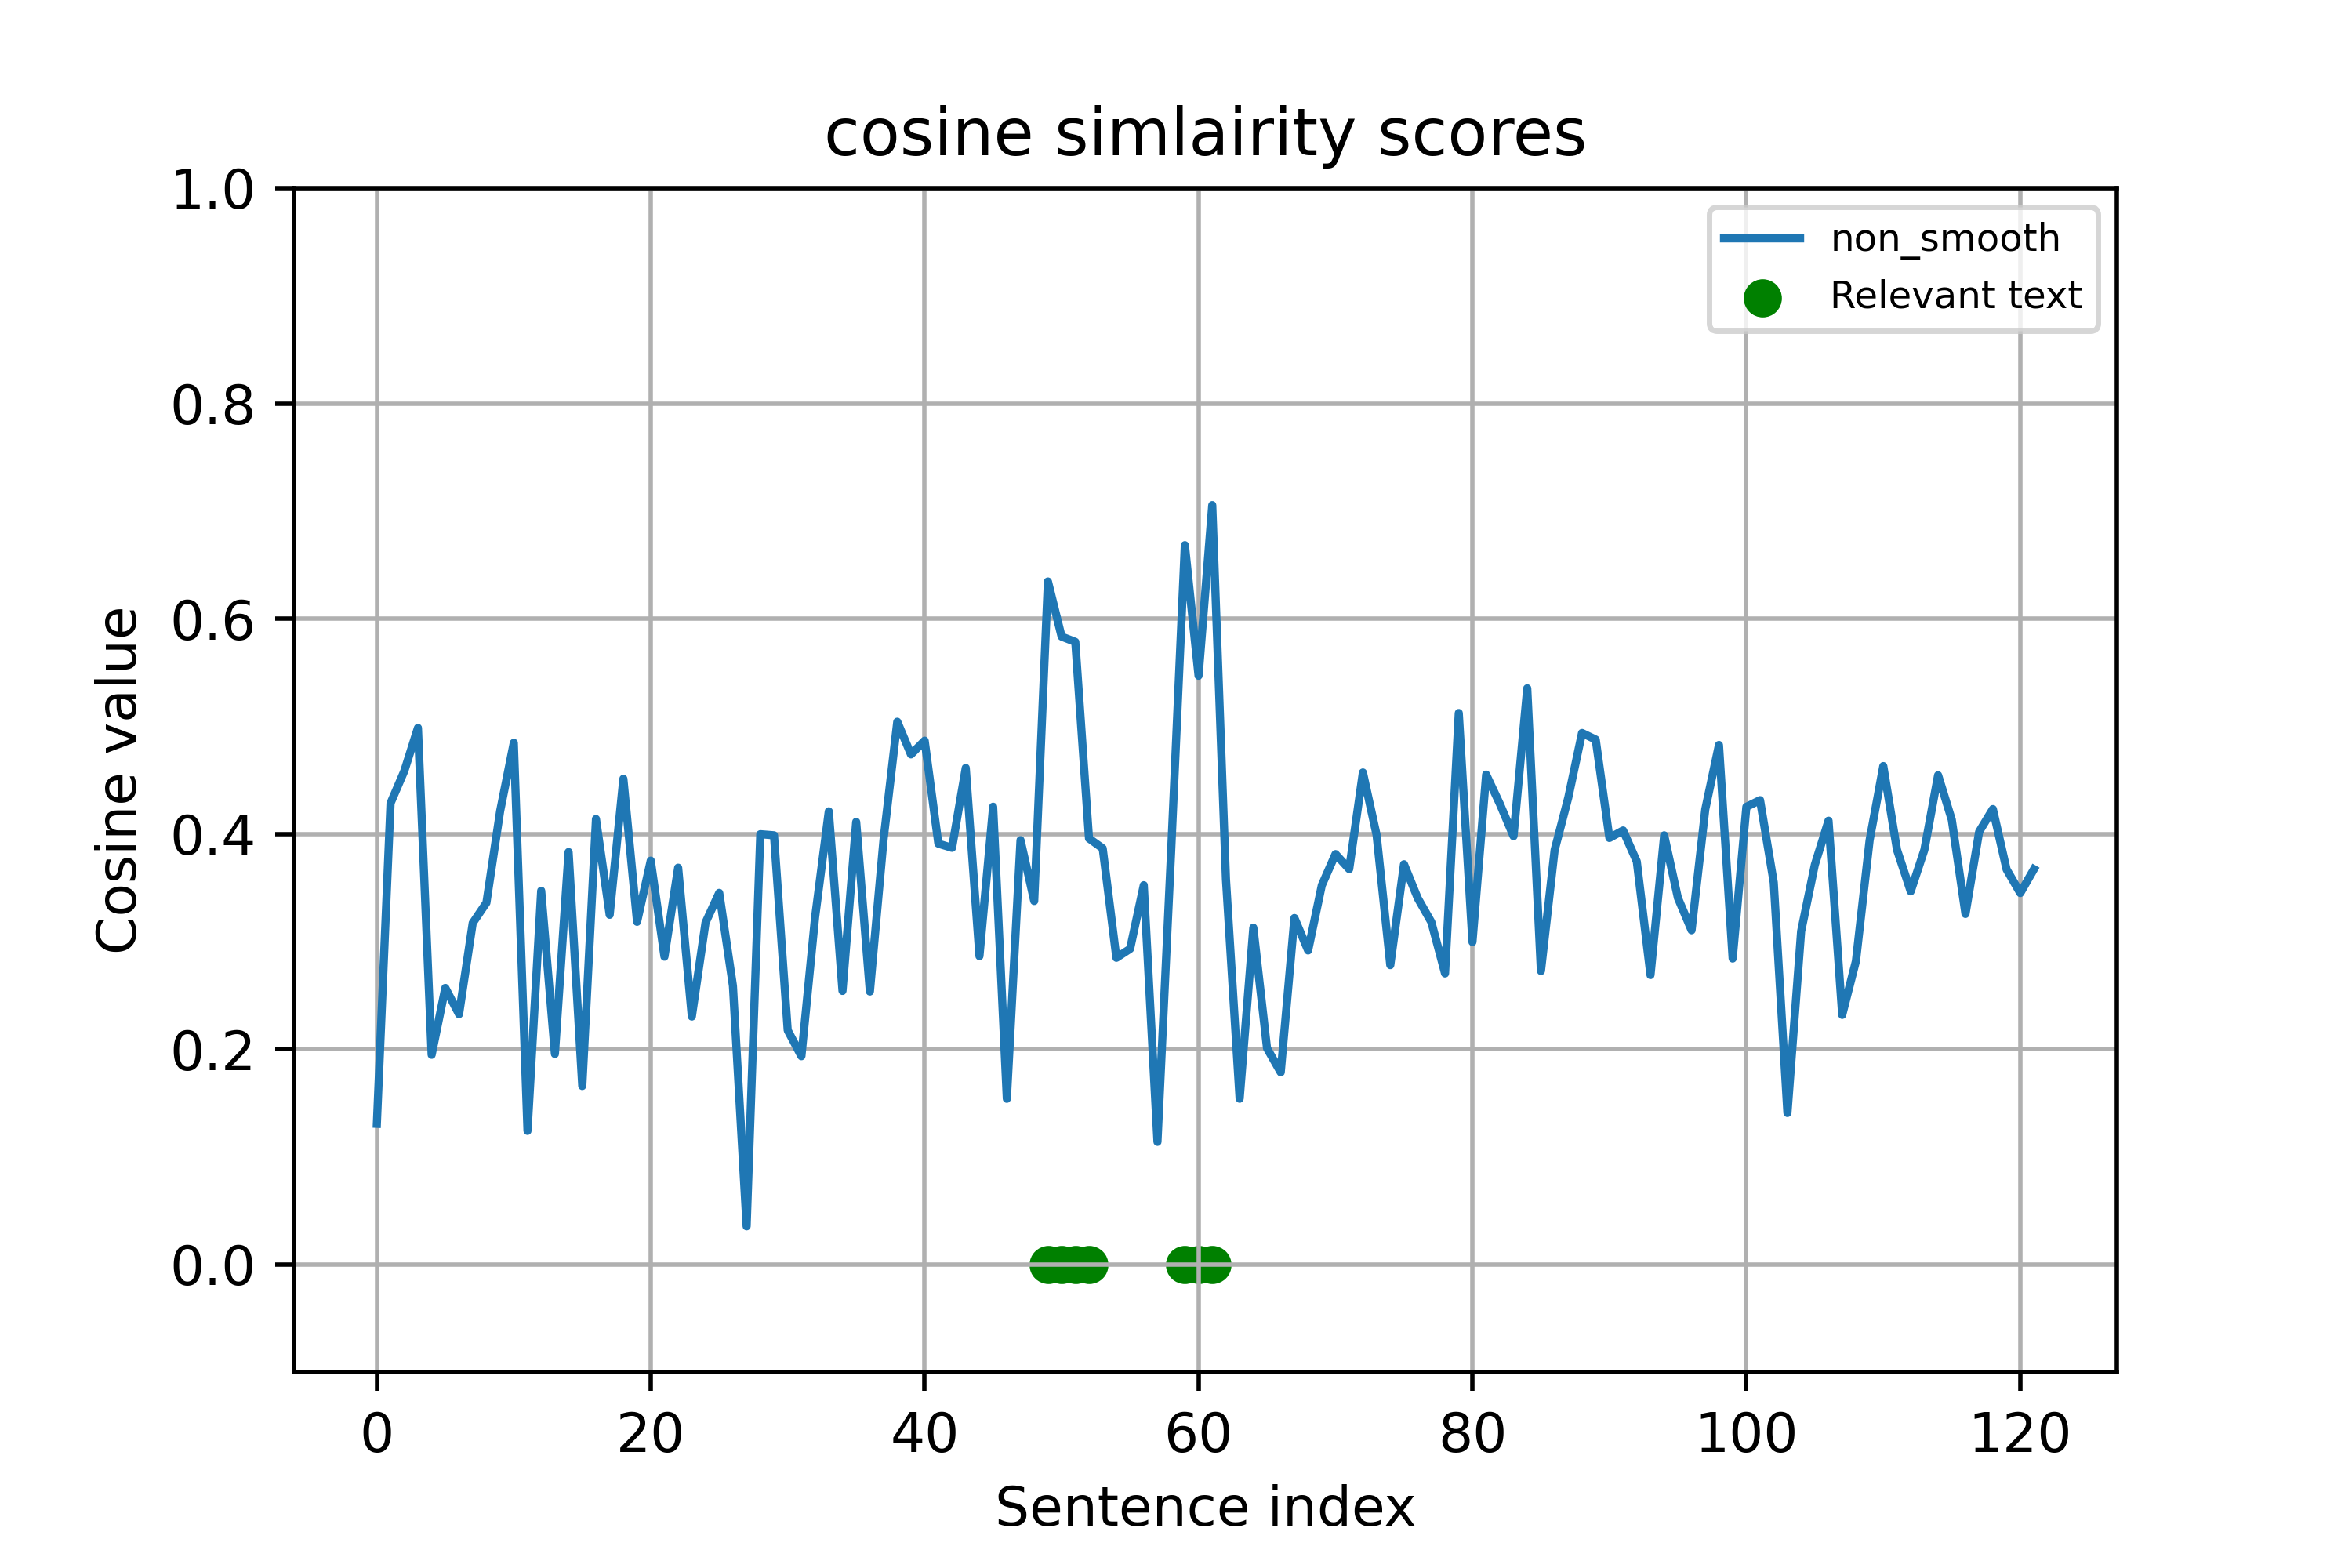 cosine simlairity scores
1.0
0.8
0.6
0.4
0.2
0.0
Cosine value
non_smooth
Relevant text
0 20 40 60 80 100 120
Sentence index